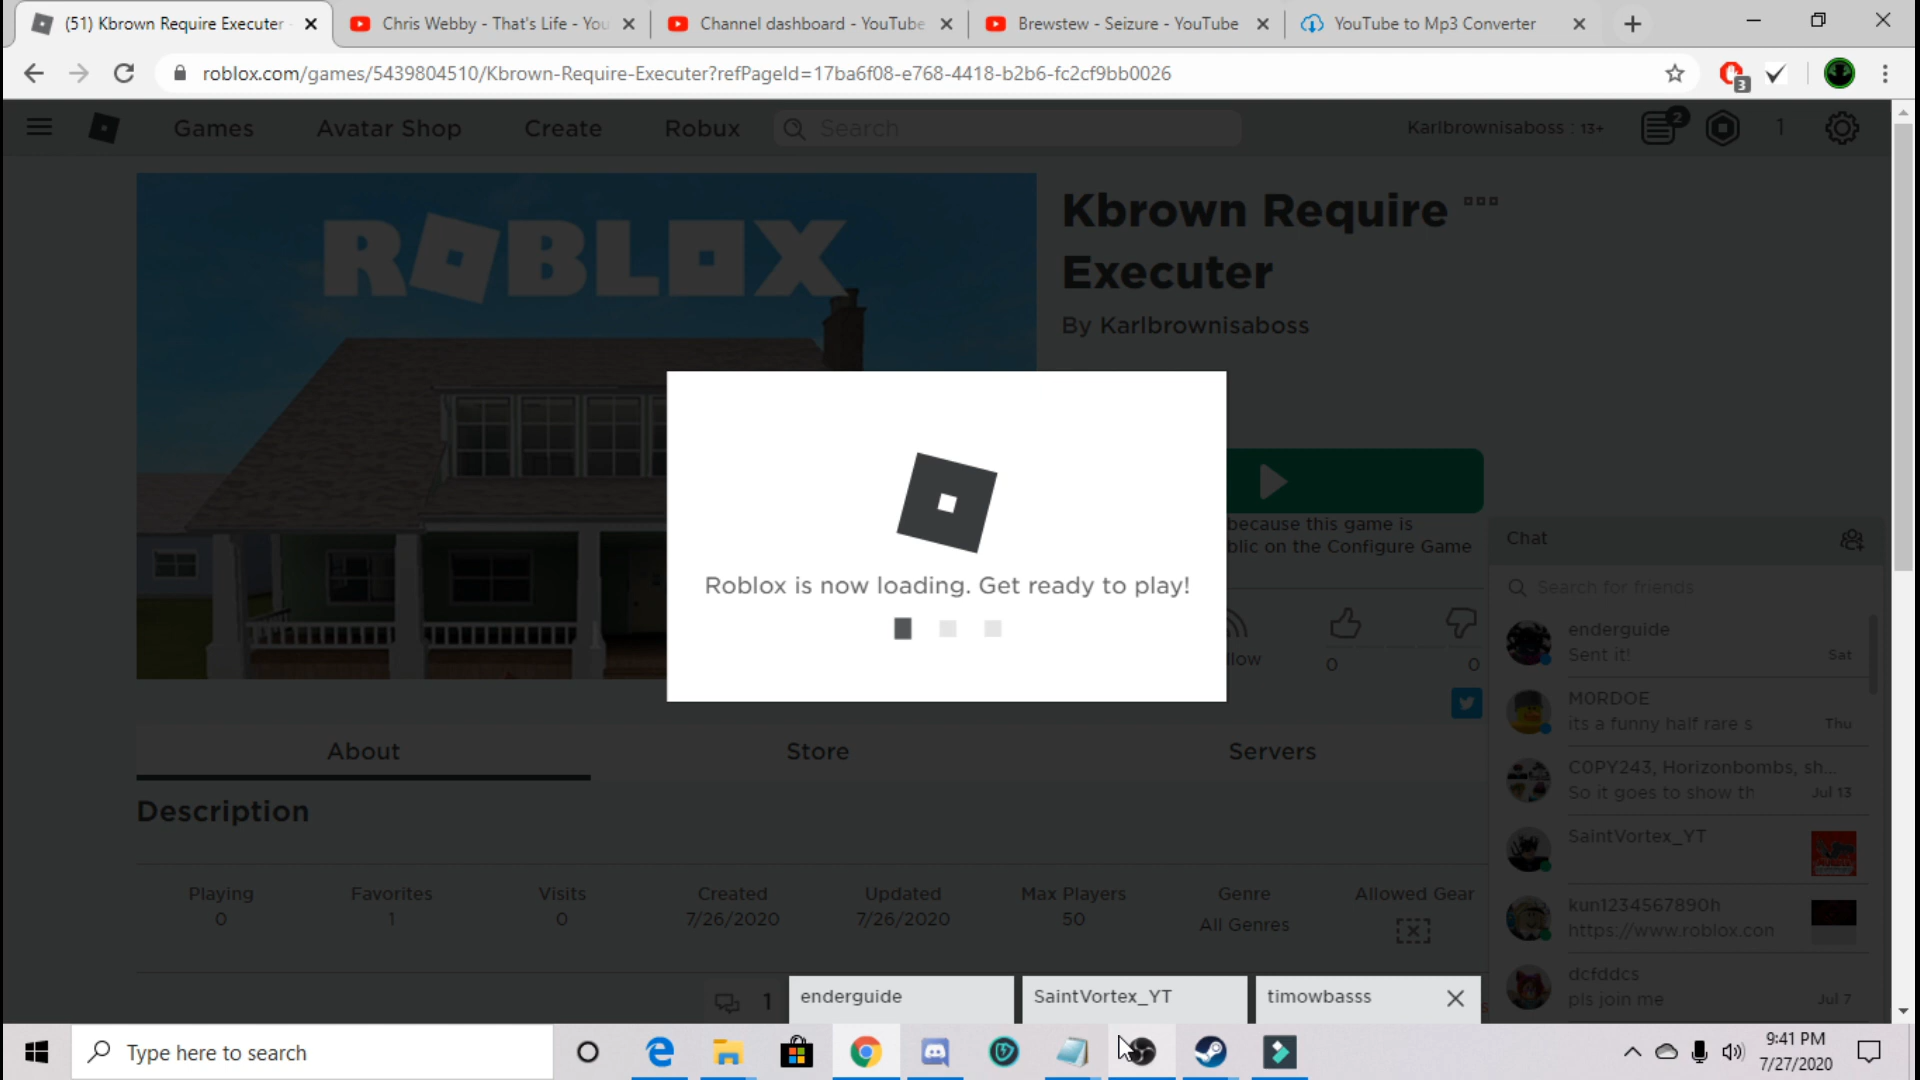 (51) Kbrown Require Executer -
Chris Webby - That's Life - You
Channel dashboard - YouTube
Brewstew - Seizure - YouTube
YouTube to Mp3 Converter
roblox.com/games/5439804510/Kbrown-Require-Executer?refPageId=17ba6f08-e768-4418-b2b6-fc2cf9bb0026
3
Games
Avatar Shop
Create
Robux
Search
Karlbrownisaboss : 13+
2
1
ROBLOX
Kbrown Require
Executer
By Karlbrownisaboss
Roblox is now loading. Get ready to play!
because this game is
blic on the Configure Game
llow
0
0
Chat
Search for friends
enderguide
Sent it!
Sat
M0RDOE
its a funny half rare s
Thu
C0PY243, Horizonbombs, sh...
So it goes to show th
Jul 13
SaintVortex_YT
kun1234567890h
https://www.roblox.con
dcfddcs
pls join me
Jul 7
About
Store
Servers
Description
Playing
0
Favorites
1
Visits
0
Created
7/26/2020
Updated
7/26/2020
Max Players
50
Genre
All Genres
Allowed Gear
1
enderguide
SaintVortex_YT
timowbasss
Type here to search
9:41 PM
7/27/2020